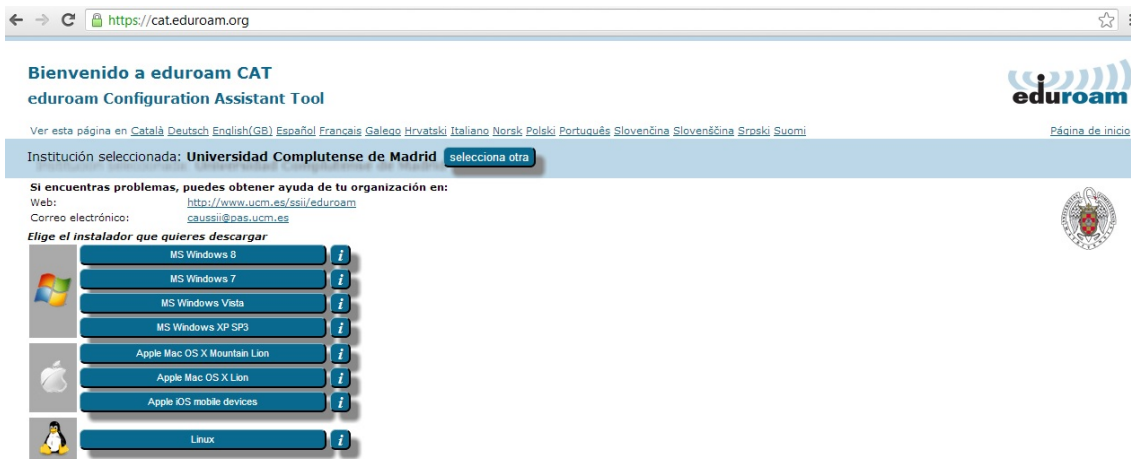 https://cat.eduroam.org
Bienvenido a eduroam CAT
eduroam Configuration Assistant Tool
eduroam
Ver esta página en Català Deutsch English(GB) Español Francais Galego Hrvatski Italiano Norsk Polski Português Slovenčina Slovenščina Srpski Suomi
Página de inicio
Institución seleccionada: Universidad Complutense de Madrid selecciona otra
Si encuentras problemas, puedes obtener ayuda de tu organización en:
Web: http://www.ucm.es/ssii/eduroam
Correo electrónico: caussii@pas.ucm.es
Elige el instalador que quieres descargar
MS Windows 8 i
MS Windows 7 i
MS Windows Vista i
MS Windows XP SP3 i
Apple Mac OS X Mountain Lion i
Apple Mac OS X Lion i
Apple iOS mobile devices i
Linux i